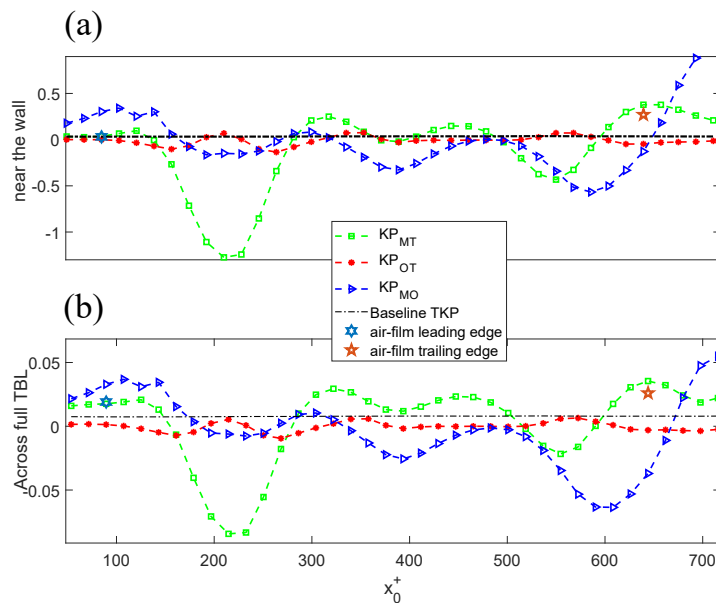 (a)
near the wall
0.5
0
-0.5
-1
KP_MT
KP_OT
KP_MO
Baseline TKP
air-film leading edge
air-film trailing edge
(b)
Across full TBL
0.05
0
-0.05
100 200 300 400 500 600 700
x_0^+